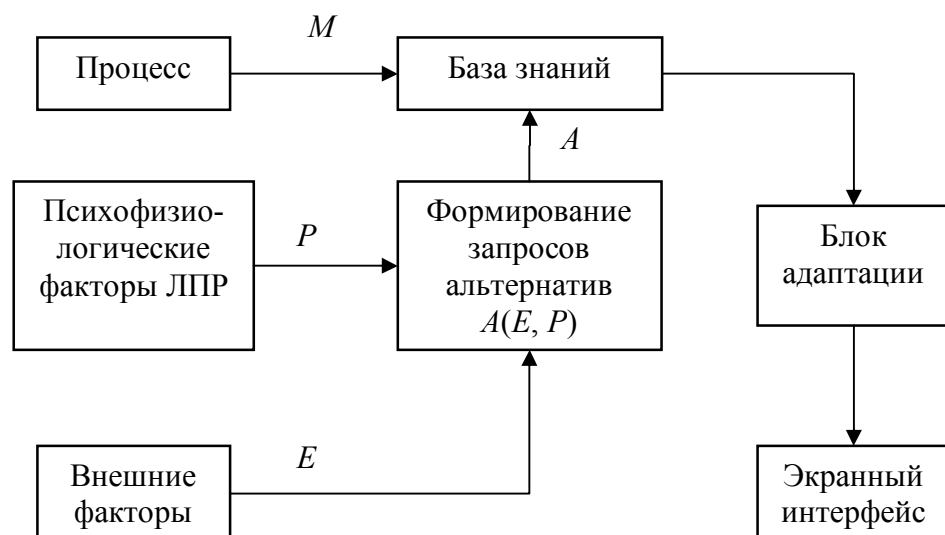 M
Процесс
База знаний
A
Психофизио-
логические
факторы ЛПР
P
Формирование
запросов
альтернатив
A(E, P)
Блок
адаптации
E
Внешние
факторы
Экранный
интерфейс